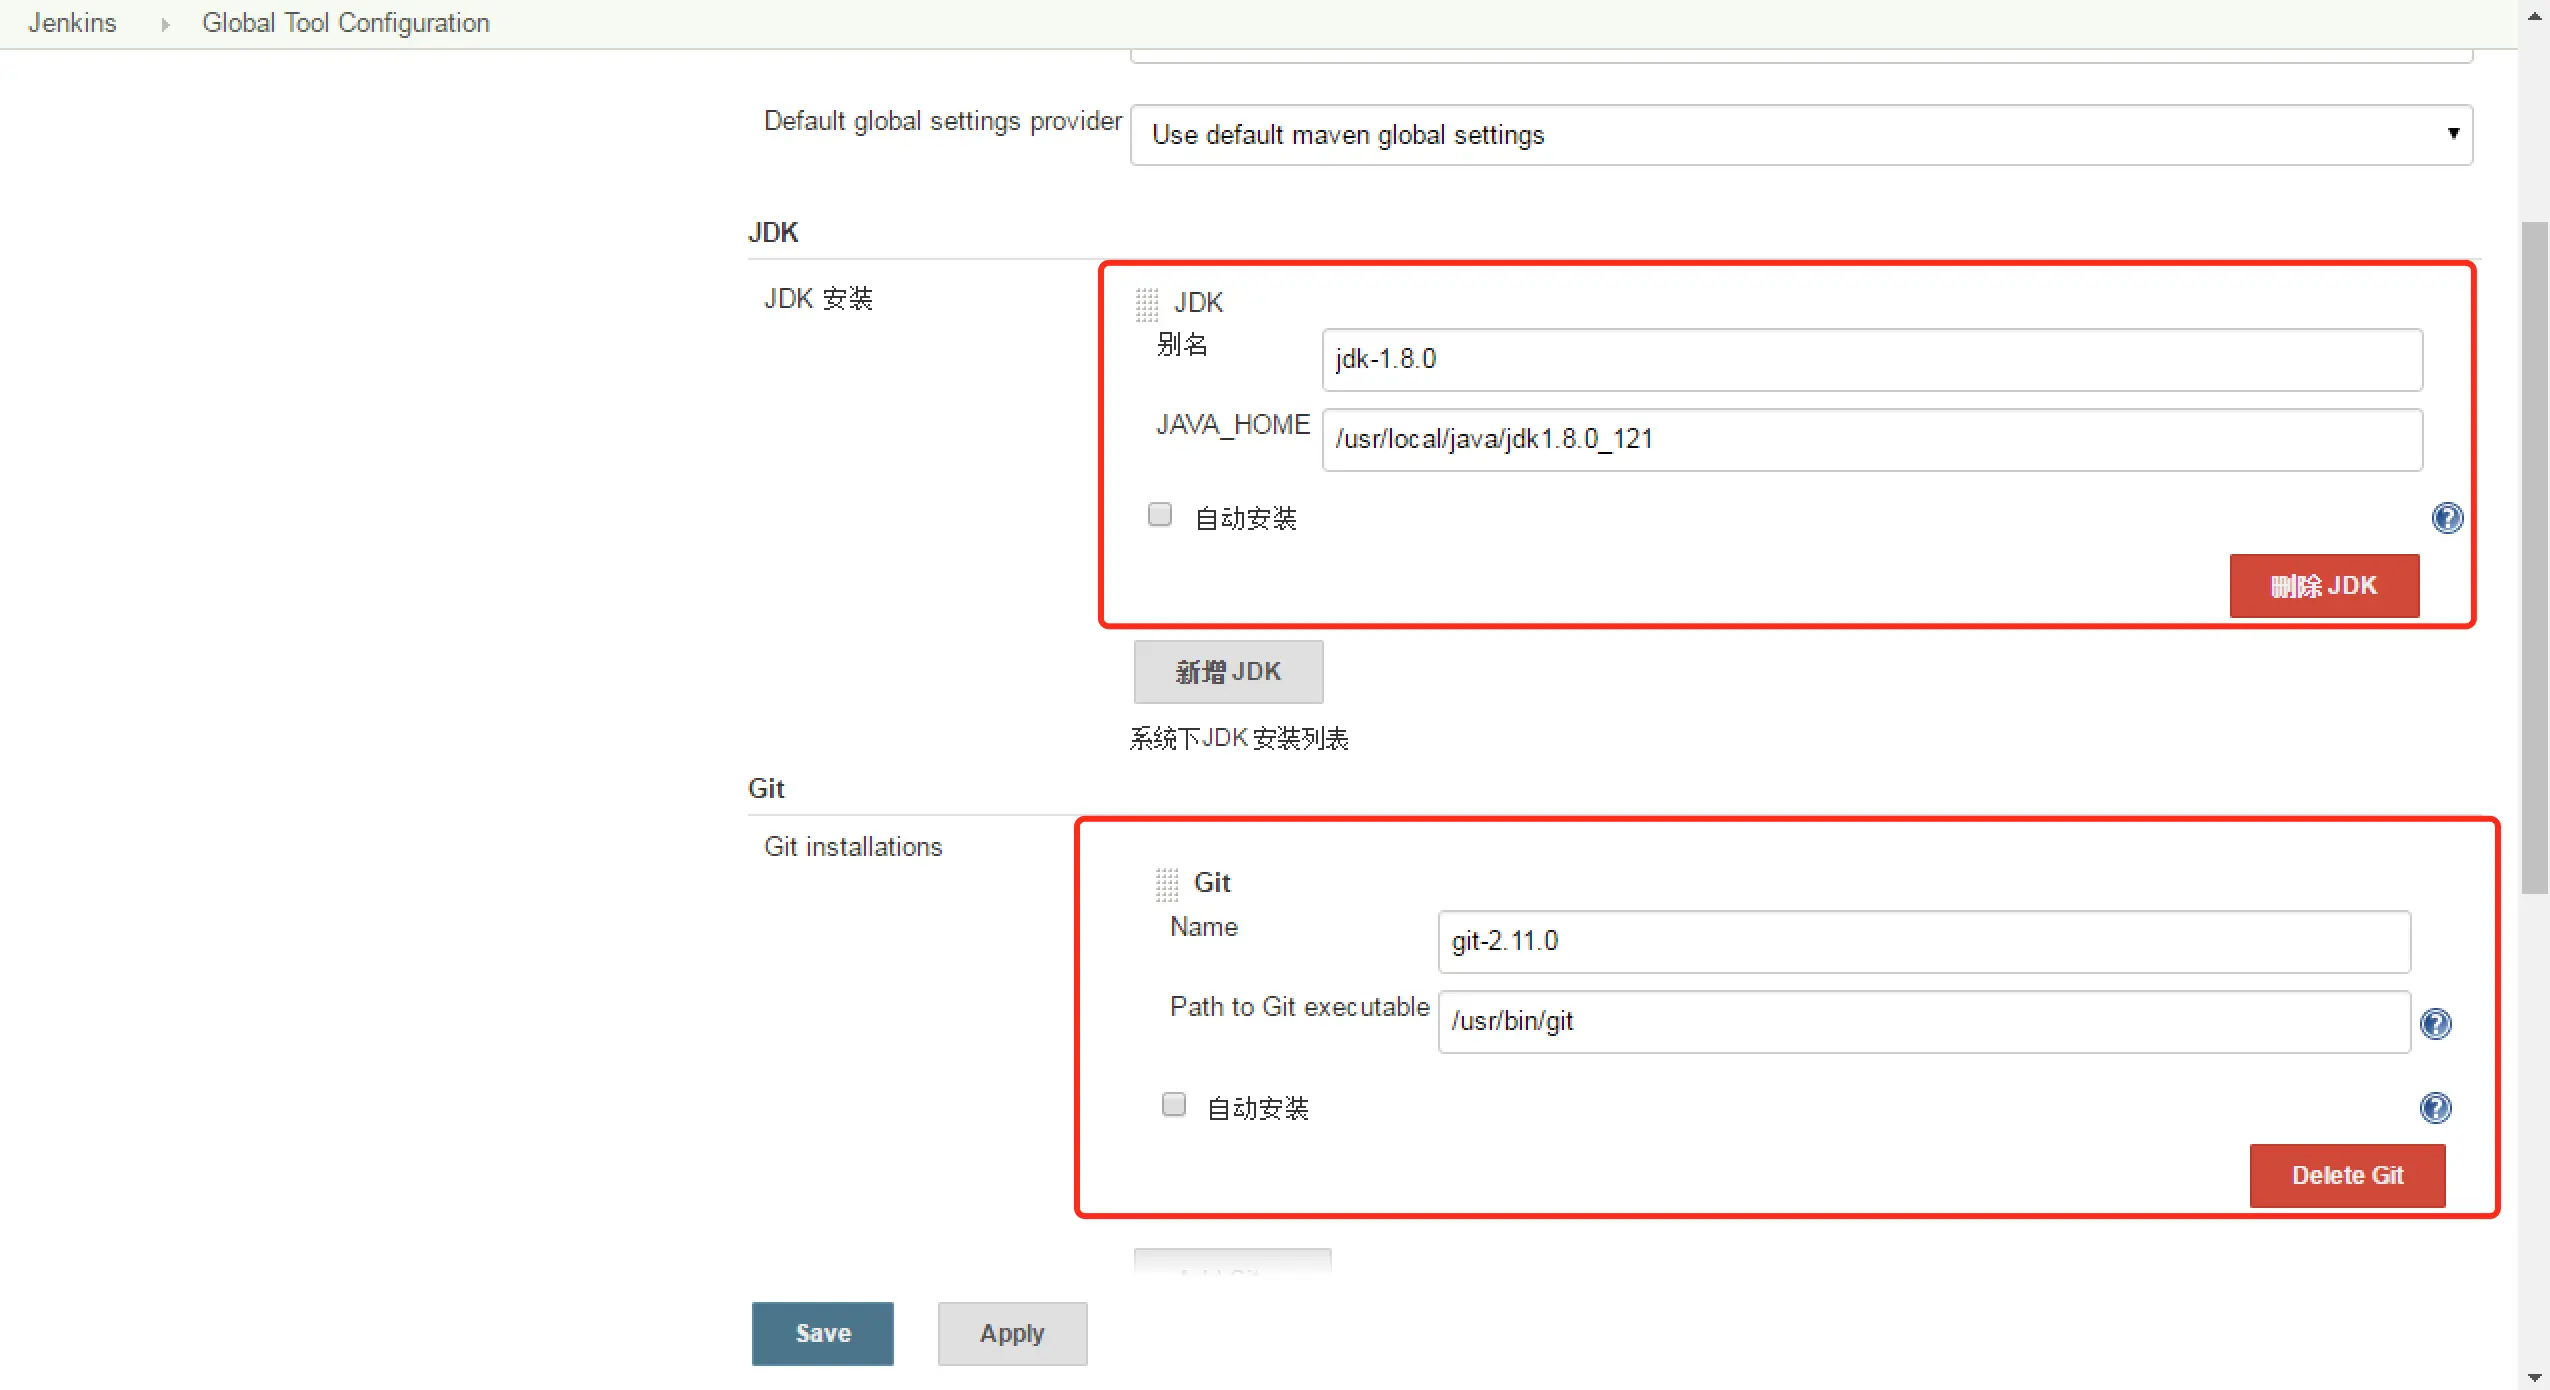 Jenkins Global Tool Configuration
Default global settings provider Use default maven global settings
JDK
JDK 安装
JDK
别名 jdk-1.8.0
JAVA_HOME /usr/local/java/jdk1.8.0_121
自动安装
删除 JDK
新增 JDK
系统下JDK 安装列表
Git
Git installations
Git
Name git-2.11.0
Path to Git executable /usr/bin/git
自动安装
Delete Git
Save Apply